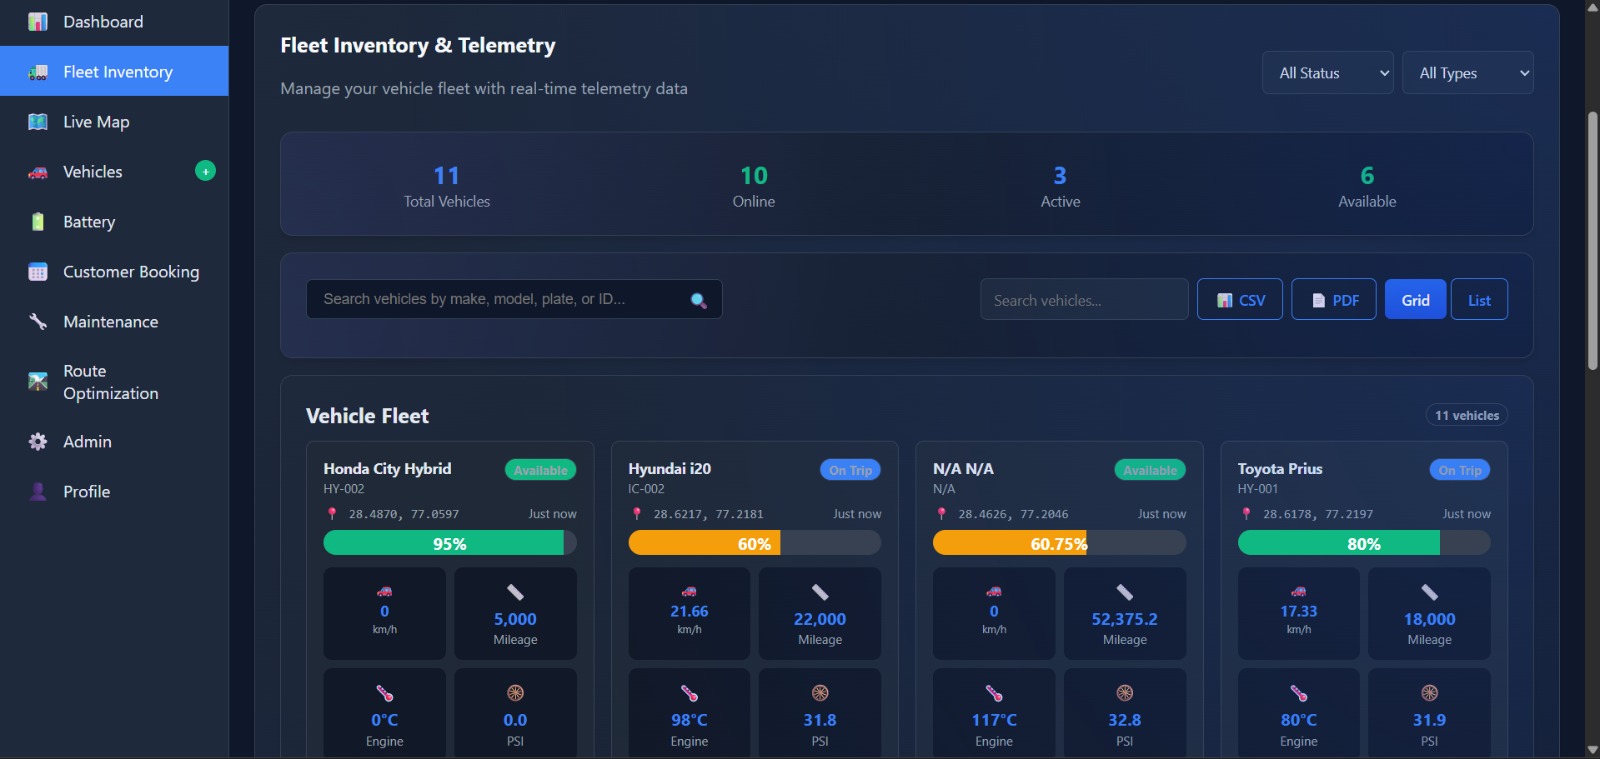 Dashboard
Fleet Inventory
Live Map
Vehicles
+
Battery
Customer Booking
Maintenance
Route
Optimization
Admin
Profile
Fleet Inventory & Telemetry
Manage your vehicle fleet with real-time telemetry data
All Status
All Types
11
Total Vehicles
10
Online
3
Active
6
Available
Search vehicles by make, model, plate, or ID...
Search vehicles...
CSV
PDF
Grid
List
Vehicle Fleet
11 vehicles
Honda City Hybrid
Available
HY-002
28.4870, 77.0597
Just now
95%
0
km/h
5,000
Mileage
0°C
Engine
0.0
PSI
Hyundai i20
On Trip
IC-002
28.6217, 77.2181
Just now
60%
21.66
km/h
22,000
Mileage
98°C
Engine
31.8
PSI
N/A N/A
Available
N/A
28.4626, 77.2046
Just now
60.75%
0
km/h
52,375.2
Mileage
117°C
Engine
32.8
PSI
Toyota Prius
On Trip
HY-001
28.6178, 77.2197
Just now
80%
17.33
km/h
18,000
Mileage
80°C
Engine
31.9
PSI